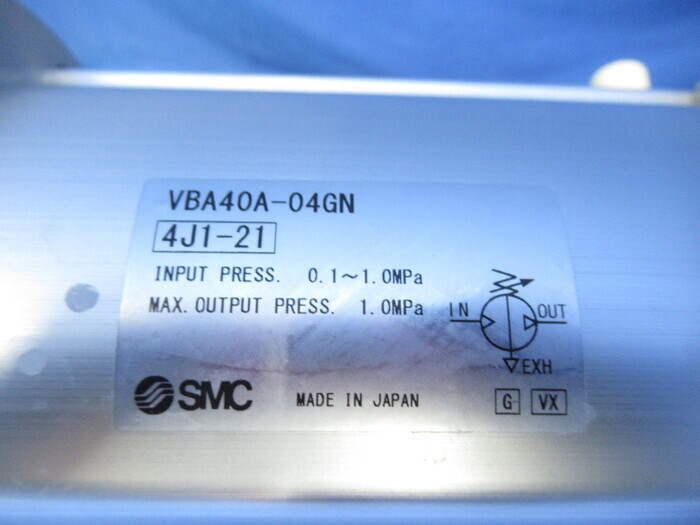 VBA40A-04GN
4J1-21
INPUT PRESS. 0.1~1.0MPa
MAX. OUTPUT PRESS. 1.0MPa
IN OUT
EXH
SMC MADE IN JAPAN G VX